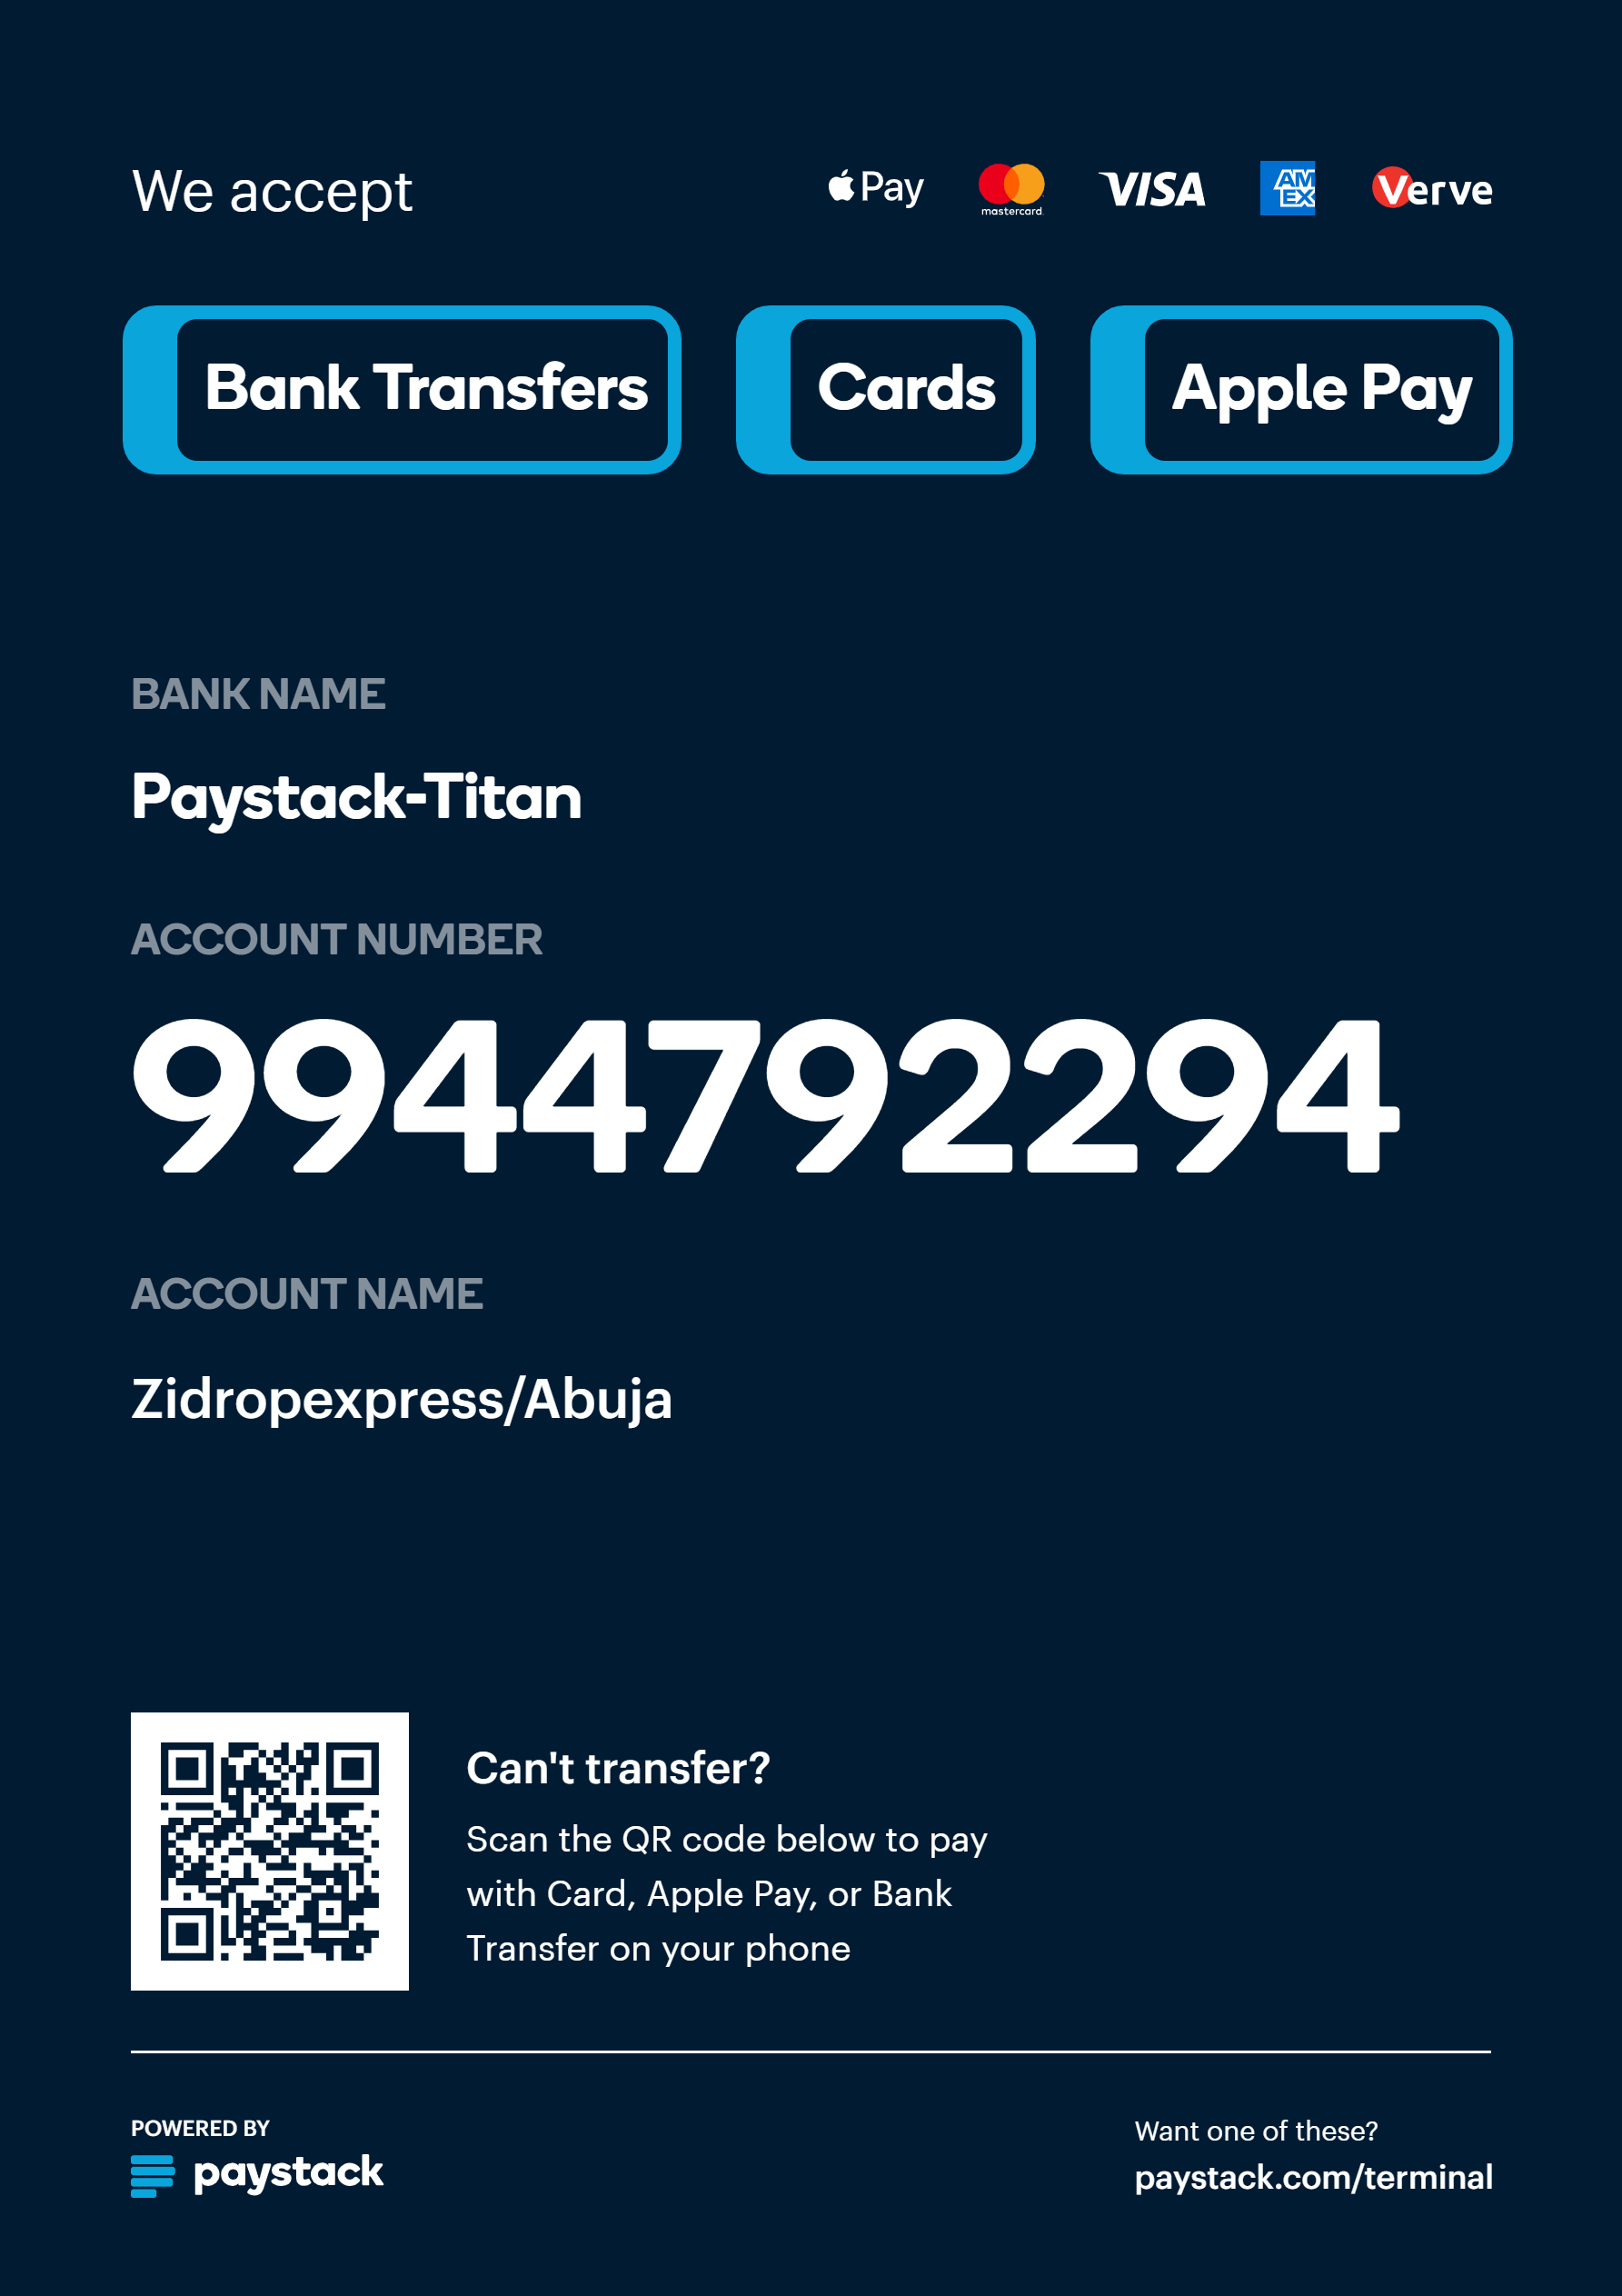 We accept
Pay mastercard VISA AMEX Verve
Bank Transfers Cards Apple Pay
BANK NAME
Paystack-Titan
ACCOUNT NUMBER
9944792294
ACCOUNT NAME
Zidropexpress/Abuja
Can't transfer?
Scan the QR code below to pay
with Card, Apple Pay, or Bank
Transfer on your phone
POWERED BY
paystack
Want one of these?
paystack.com/terminal